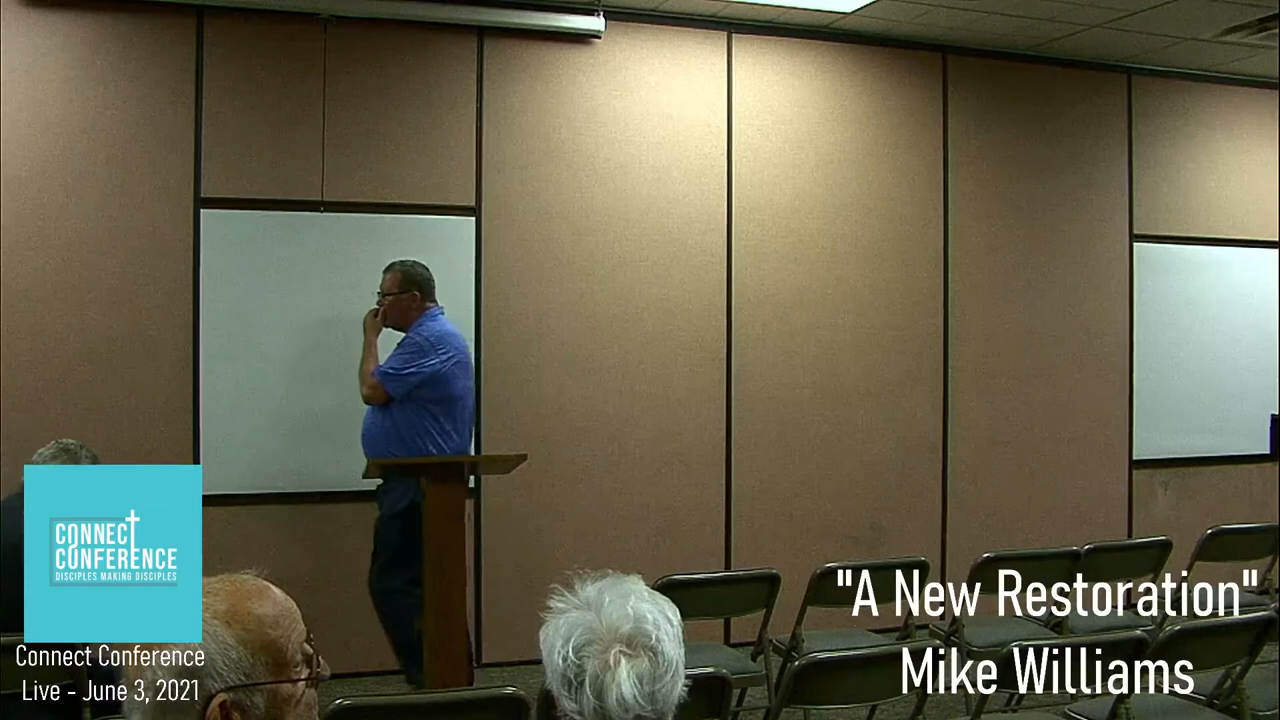 CONNECT
CONFERENCE
DISCIPLES MAKING DISCIPLES
Connect Conference
Live - June 3, 2021
"A New Restoration"
Mike Williams